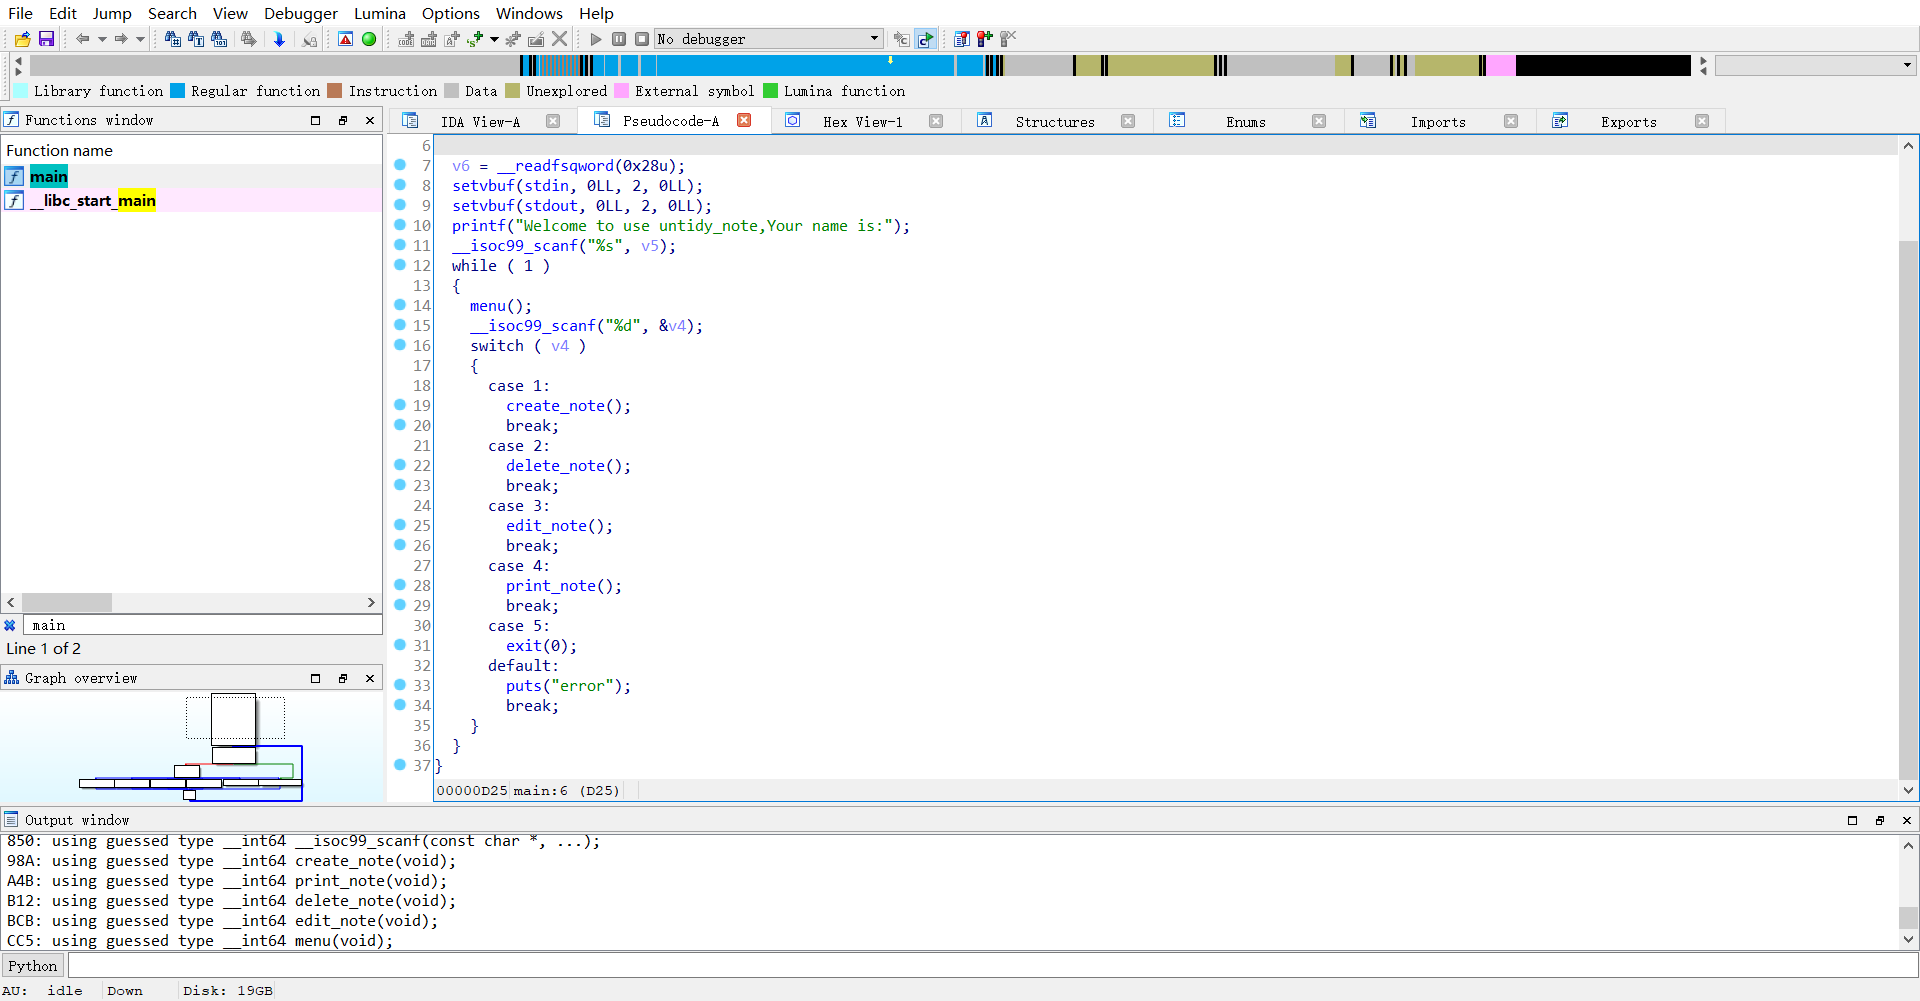 File Edit Jump Search View Debugger Lumina Options Windows Help
No debugger
Library function Regular function Instruction Data Unexplored External symbol Lumina function
Functions window
IDA View-A Pseudocode-A Hex View-1 Structures Enums Imports Exports
Function name
main
__libc_start_main
main
Line 1 of 2
Graph overview
6
7 v6 = __readfsqword(0x28u);
8 setvbuf(stdin, 0LL, 2, 0LL);
9 setvbuf(stdout, 0LL, 2, 0LL);
10 printf("Welcome to use untidy_note,Your name is:");
11 __isoc99_scanf("%s", v5);
12 while ( 1 )
13 {
14 menu();
15 __isoc99_scanf("%d", &v4);
16 switch ( v4 )
17 {
18 case 1:
19 create_note();
20 break;
21 case 2:
22 delete_note();
23 break;
24 case 3:
25 edit_note();
26 break;
27 case 4:
28 print_note();
29 break;
30 case 5:
31 exit(0);
32 default:
33 puts("error");
34 break;
35 }
36 }
37 }
00000D25 main:6 (D25)
Output window
850: using guessed type __int64 __isoc99_scanf(const char *, ...);
98A: using guessed type __int64 create_note(void);
A4B: using guessed type __int64 print_note(void);
B12: using guessed type __int64 delete_note(void);
BCB: using guessed type __int64 edit_note(void);
CC5: using guessed type __int64 menu(void);
Python
AU: idle Down Disk: 19GB